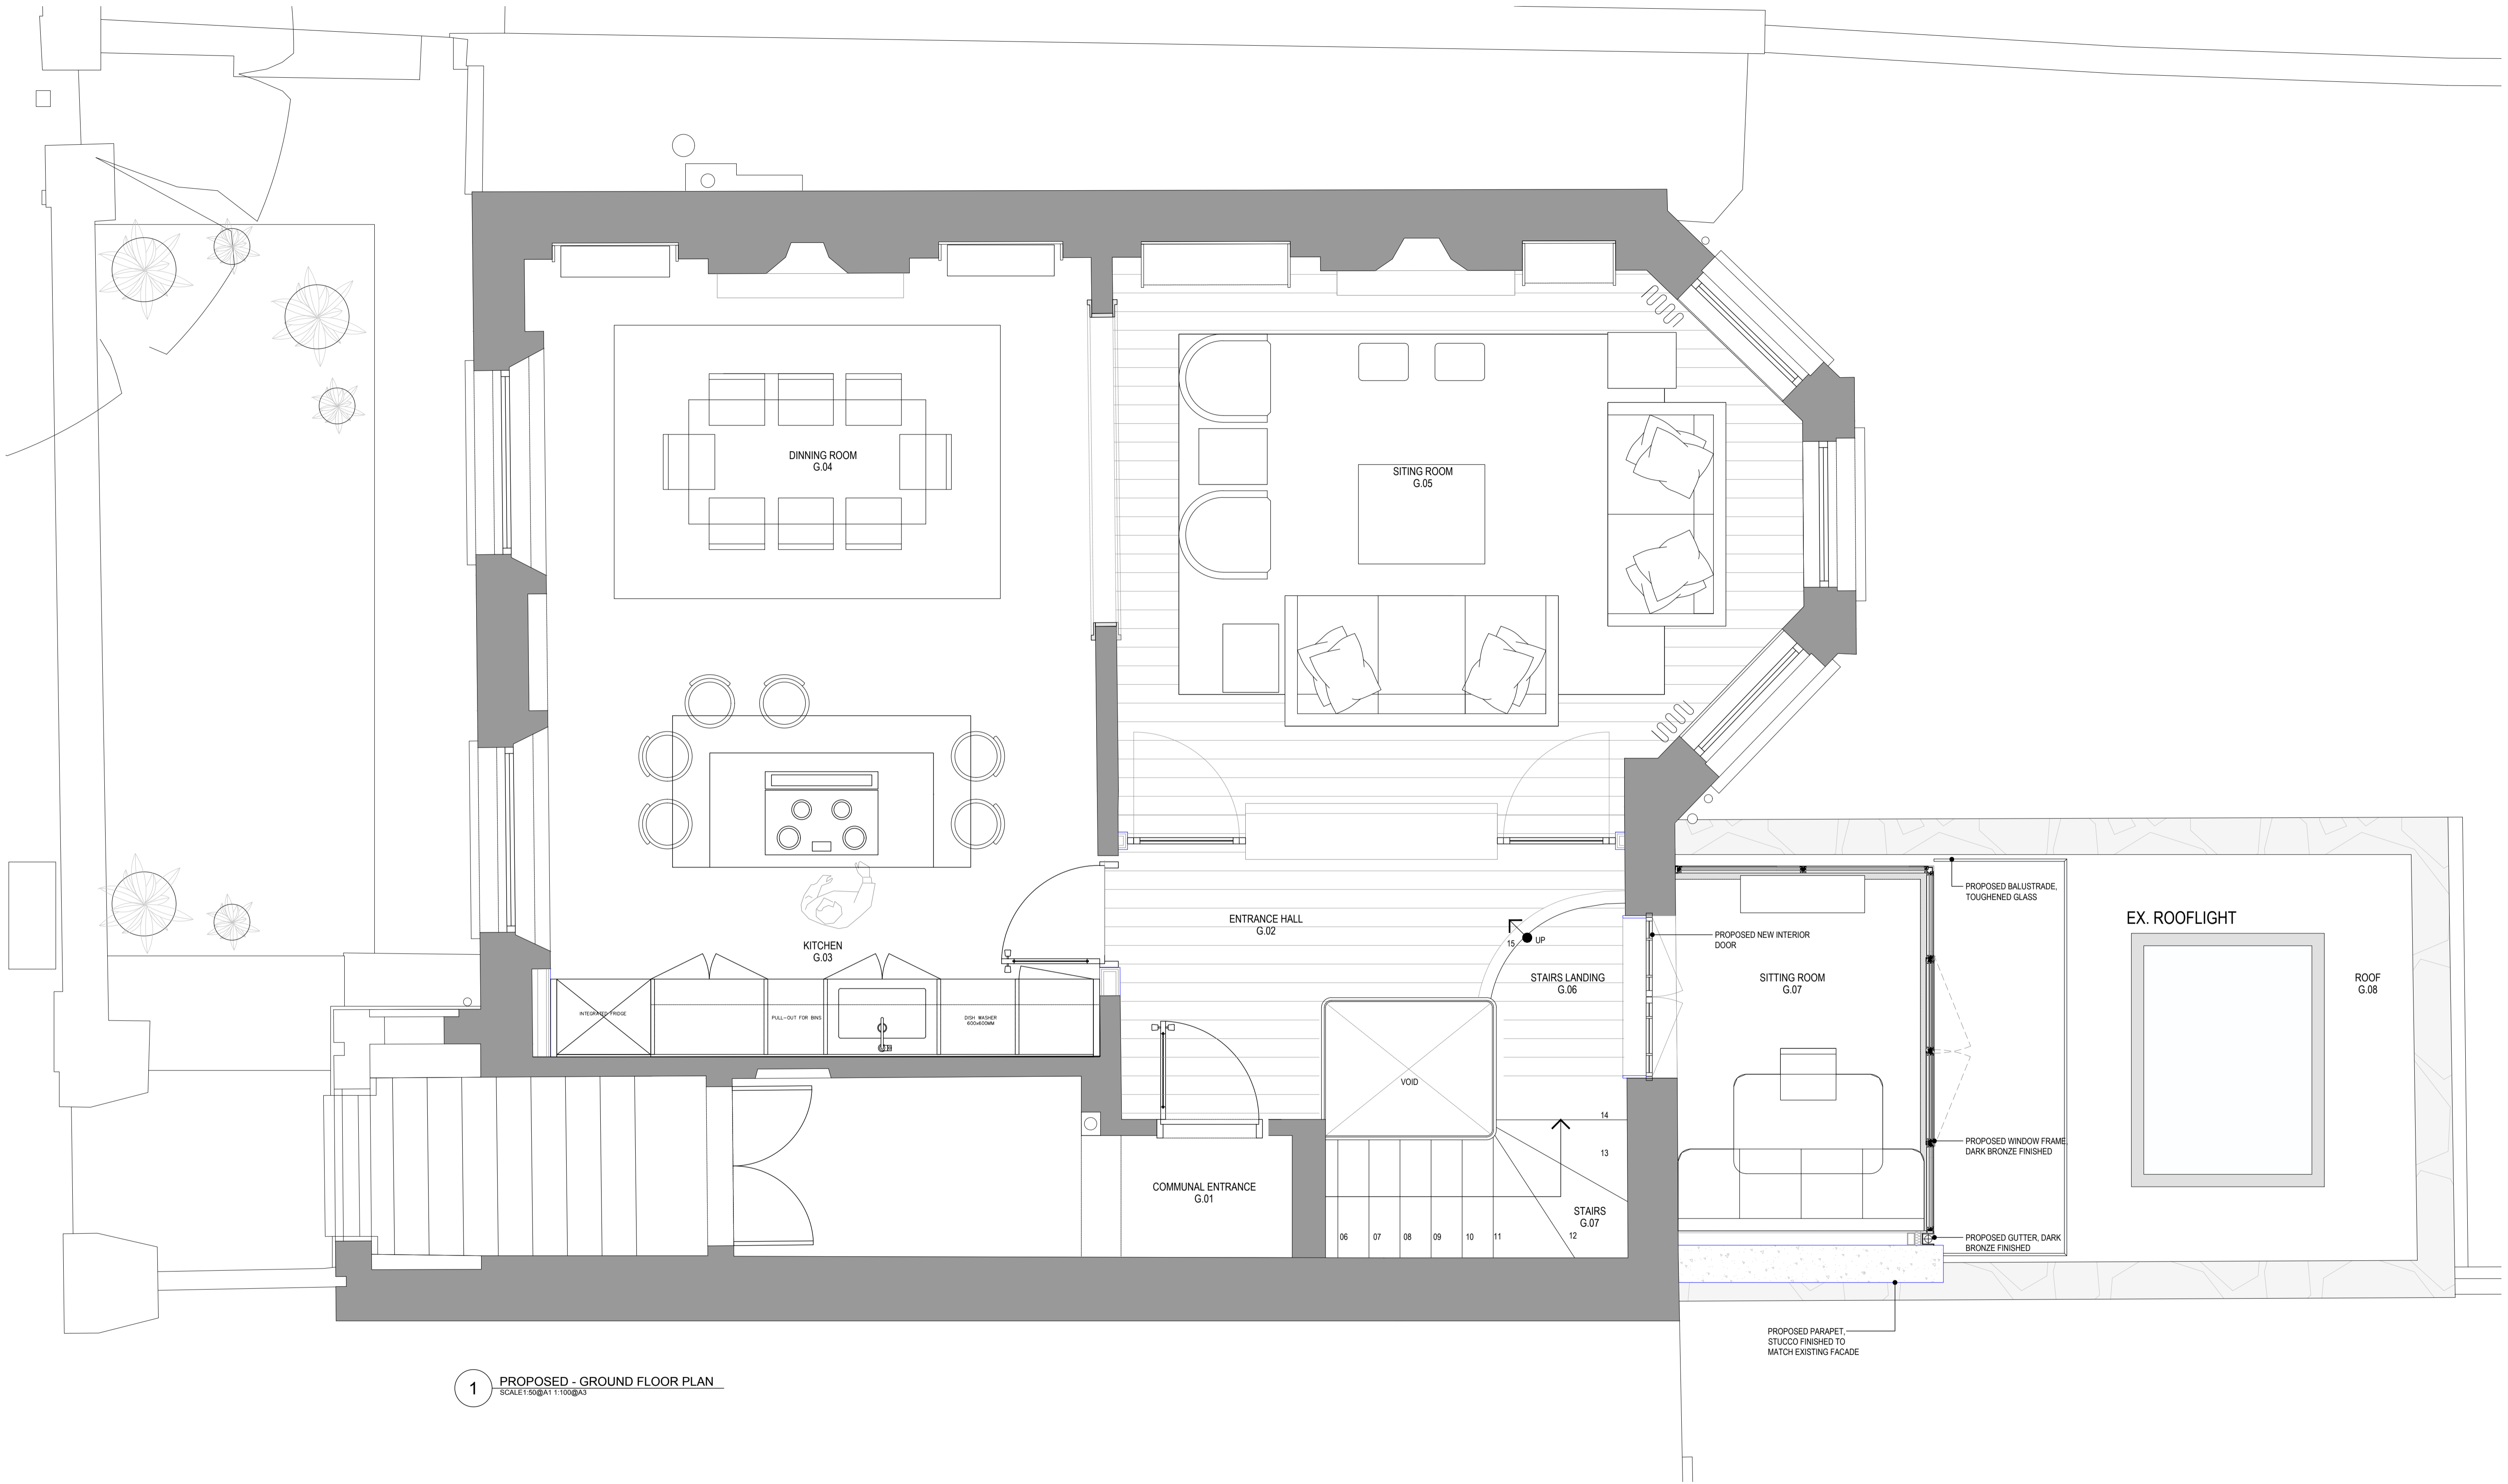 DINNING ROOM
G.04
SITING ROOM
G.05
PROPOSED BALUSTRADE,
TOUGHENED GLASS
EX. ROOFLIGHT
PROPOSED NEW INTERIOR
DOOR
ENTRANCE HALL
G.02
15
UP
KITCHEN
G.03
STAIRS LANDING
G.06
SITTING ROOM
G.07
ROOF
G.08
INTEGRATED FRIDGE
PULL-OUT FOR BINS
DISH WASHER
600x600MM
VOID
14
13
PROPOSED WINDOW FRAME,
DARK BRONZE FINISHED
COMMUNAL ENTRANCE
G.01
STAIRS
G.07
06
07
08
09
10
11
12
PROPOSED GUTTER, DARK
BRONZE FINISHED
PROPOSED PARAPET,
STUCCO FINISHED TO
MATCH EXISTING FACADE
1
PROPOSED - GROUND FLOOR PLAN
SCALE1:50@A1 1:100@A3